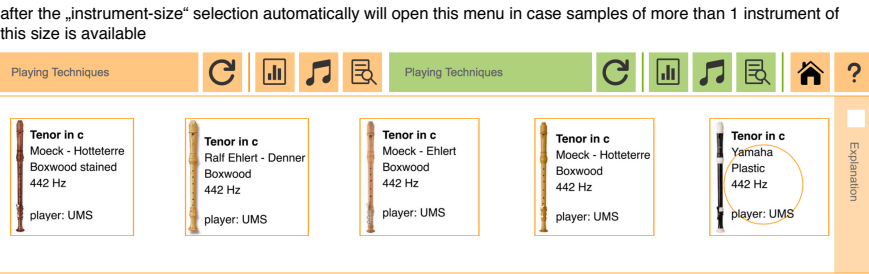 after the „instrument-size“ selection automatically will open this menu in case samples of more than 1 instrument of
this size is available
Playing Techniques
Playing Techniques
?
Tenor in c
Moeck - Hotteterre
Boxwood stained
442 Hz
player: UMS
Tenor in c
Ralf Ehlert - Denner
Boxwood
442 Hz
player: UMS
Tenor in c
Moeck - Ehlert
Boxwood
442 Hz
player: UMS
Tenor in c
Moeck - Hotteterre
Boxwood
442 Hz
player: UMS
Tenor in c
Yamaha
Plastic
442 Hz
player: UMS
Explanation